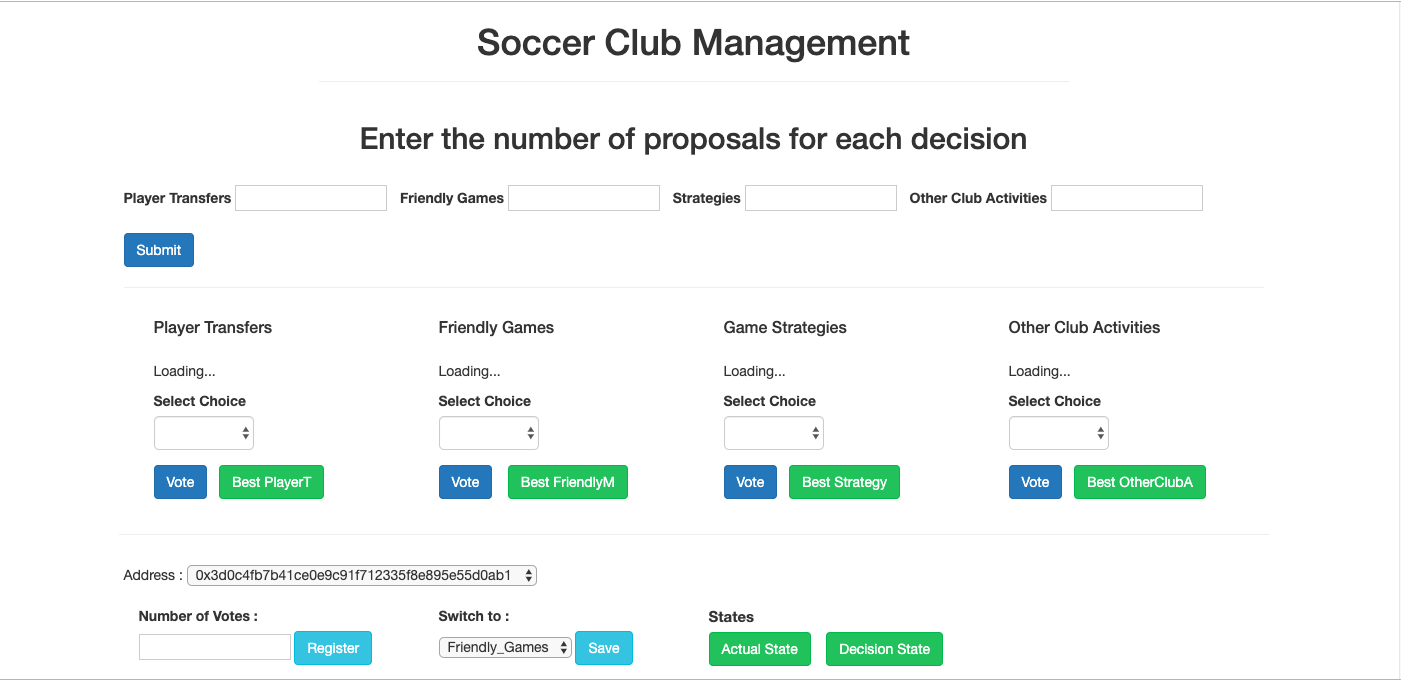 Soccer Club Management
Enter the number of proposals for each decision
Player Transfers Friendly Games Strategies Other Club Activities
Submit
Player Transfers Friendly Games Game Strategies Other Club Activities
Loading... Loading... Loading... Loading...
Select Choice Select Choice Select Choice Select Choice
Vote Best PlayerT Vote Best FriendlyM Vote Best Strategy Vote Best OtherClubA
Address : 0x3d0c4fb7b41ce0e9c91f712335f8e895e55d0ab1
Number of Votes : Switch to : States
Register Friendly_Games Save Actual State Decision State